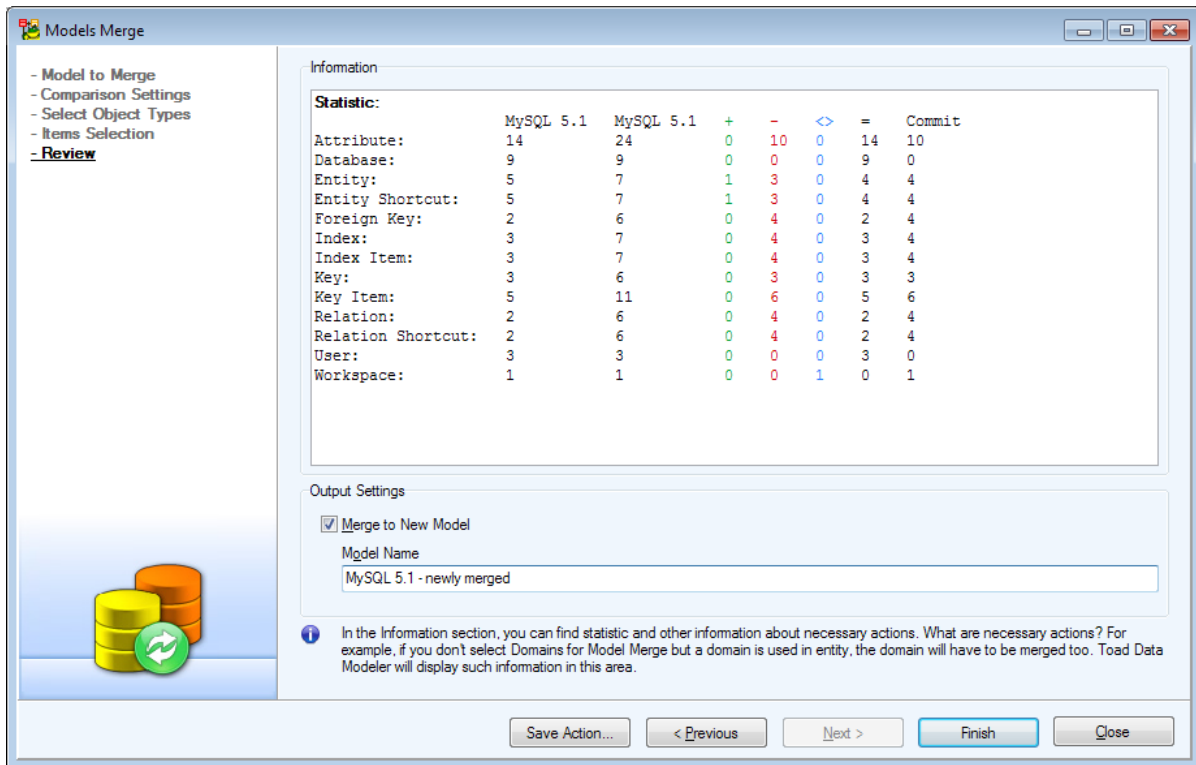 Models Merge
- Model to Merge
- Comparison Settings
- Select Object Types
- Items Selection
- Review
Information
Statistic:
MySQL 5.1 MySQL 5.1 + - <> = Commit
Attribute: 14 24 0 10 0 14 10
Database: 9 9 0 0 0 9 0
Entity: 5 7 1 3 0 4 4
Entity Shortcut: 5 7 1 3 0 4 4
Foreign Key: 2 6 0 4 0 2 4
Index: 3 7 0 4 0 3 4
Index Item: 3 7 0 4 0 3 4
Key: 3 6 0 3 0 3 3
Key Item: 5 11 0 6 0 5 6
Relation: 2 6 0 4 0 2 4
Relation Shortcut: 2 6 0 4 0 2 4
User: 3 3 0 0 0 3 0
Workspace: 1 1 0 0 1 0 1
Output Settings
Merge to New Model
Model Name
MySQL 5.1 - newly merged
In the Information section, you can find statistic and other information about necessary actions. What are necessary actions? For
example, if you don't select Domains for Model Merge but a domain is used in entity, the domain will have to be merged too. Toad Data
Modeler will display such information in this area.
Save Action... < Previous Next > Finish Close